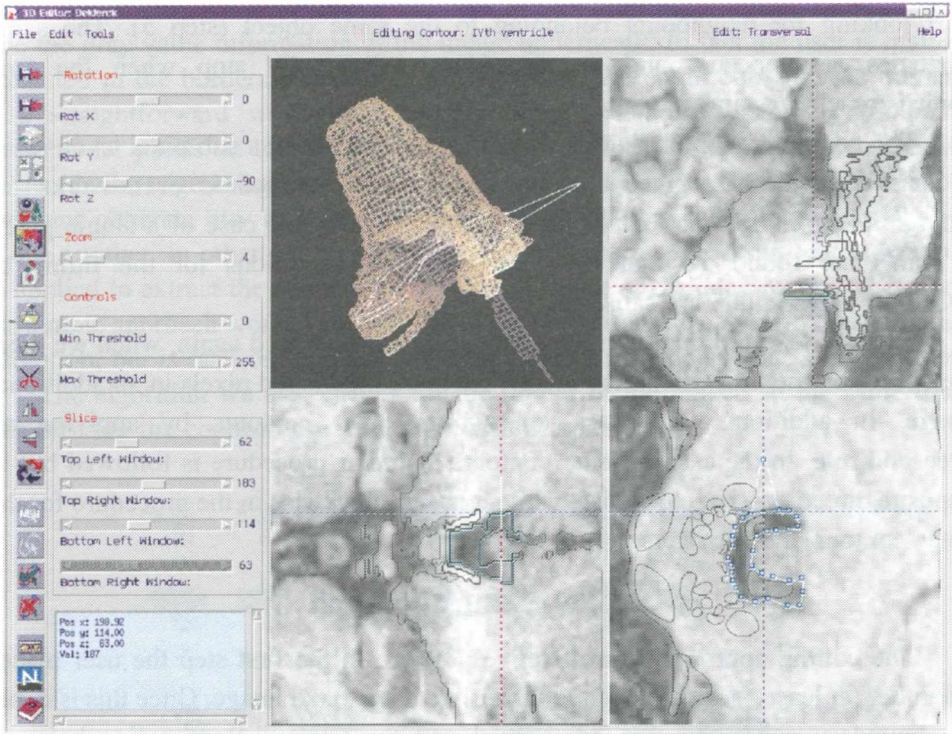 3D Editor: Dekderck
File Edit Tools Editing Contour: IVth ventricle Edit: Transversal Help
Rotation
0
Rot X
0
Rot Y
-90
Rot Z
Zoom
4
Controls
0
Min Threshold
255
Max Threshold
Slice
62
Top Left Window:
183
Top Right Window:
114
Bottom Left Window:
63
Bottom Right Window:
Pos x: 198.92
Pos y: 114.00
Pos z: 63.00
Val: 187